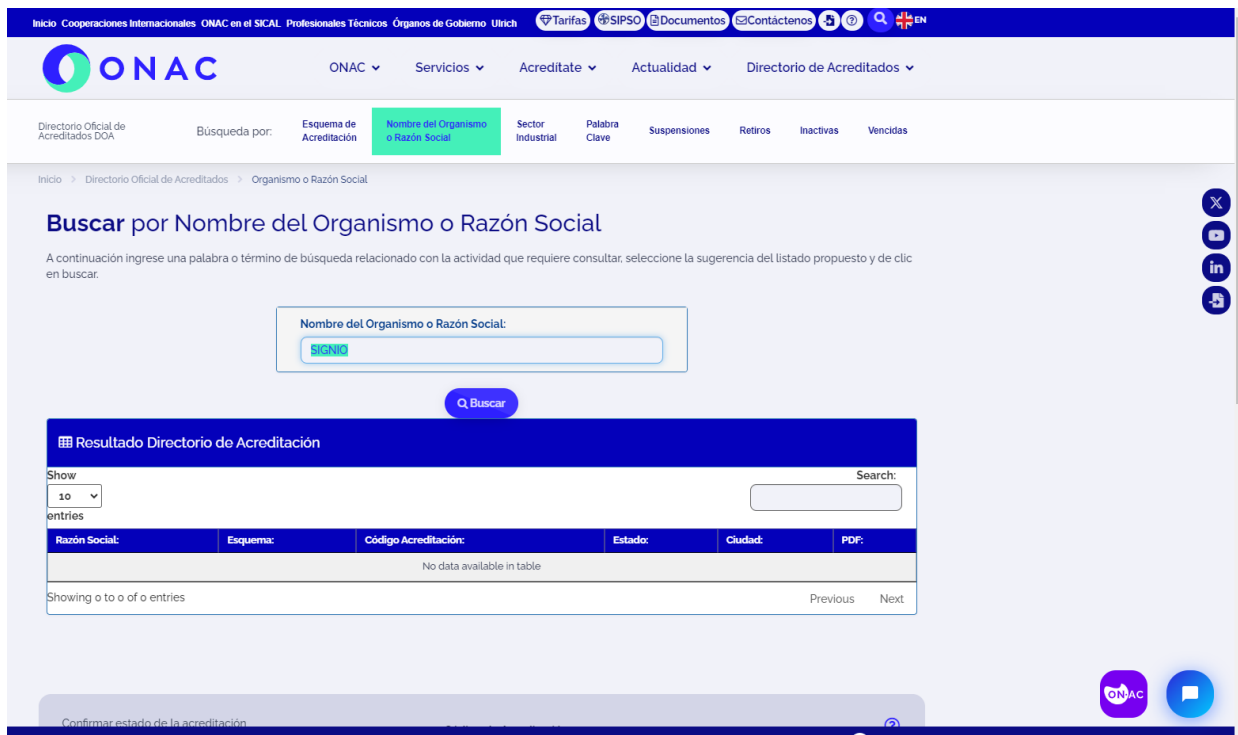 Inicio Cooperaciones Internacionales ONAC en el SICAL Profesionales Técnicos Órganos de Gobierno Ulrich Tarifas SIPSO Documentos Contáctenos EN
ONAC ONAC Servicios Acredítate Actualidad Directorio de Acreditados
Directorio Oficial de
Acreditados DOA
Búsqueda por:
Esquema de
Acreditación
Nombre del Organismo
o Razón Social
Sector
Industrial
Palabra
Clave
Suspensiones Retiros Inactivas Vencidas
Inicio > Directorio Oficial de Acreditados > Organismo o Razón Social
Buscar por Nombre del Organismo o Razón Social
A continuación ingrese una palabra o término de búsqueda relacionado con la actividad que requiere consultar, seleccione la sugerencia del listado propuesto y de clic
en buscar.
Nombre del Organismo o Razón Social:
SIGNIO
Buscar
Resultado Directorio de Acreditación
Show
10
entries
Search:
Razón Social: Esquema: Código Acreditación: Estado: Ciudad: PDF:
No data available in table
Showing 0 to 0 of 0 entries
Previous Next
ONAC
Confirmar estado de la acreditación